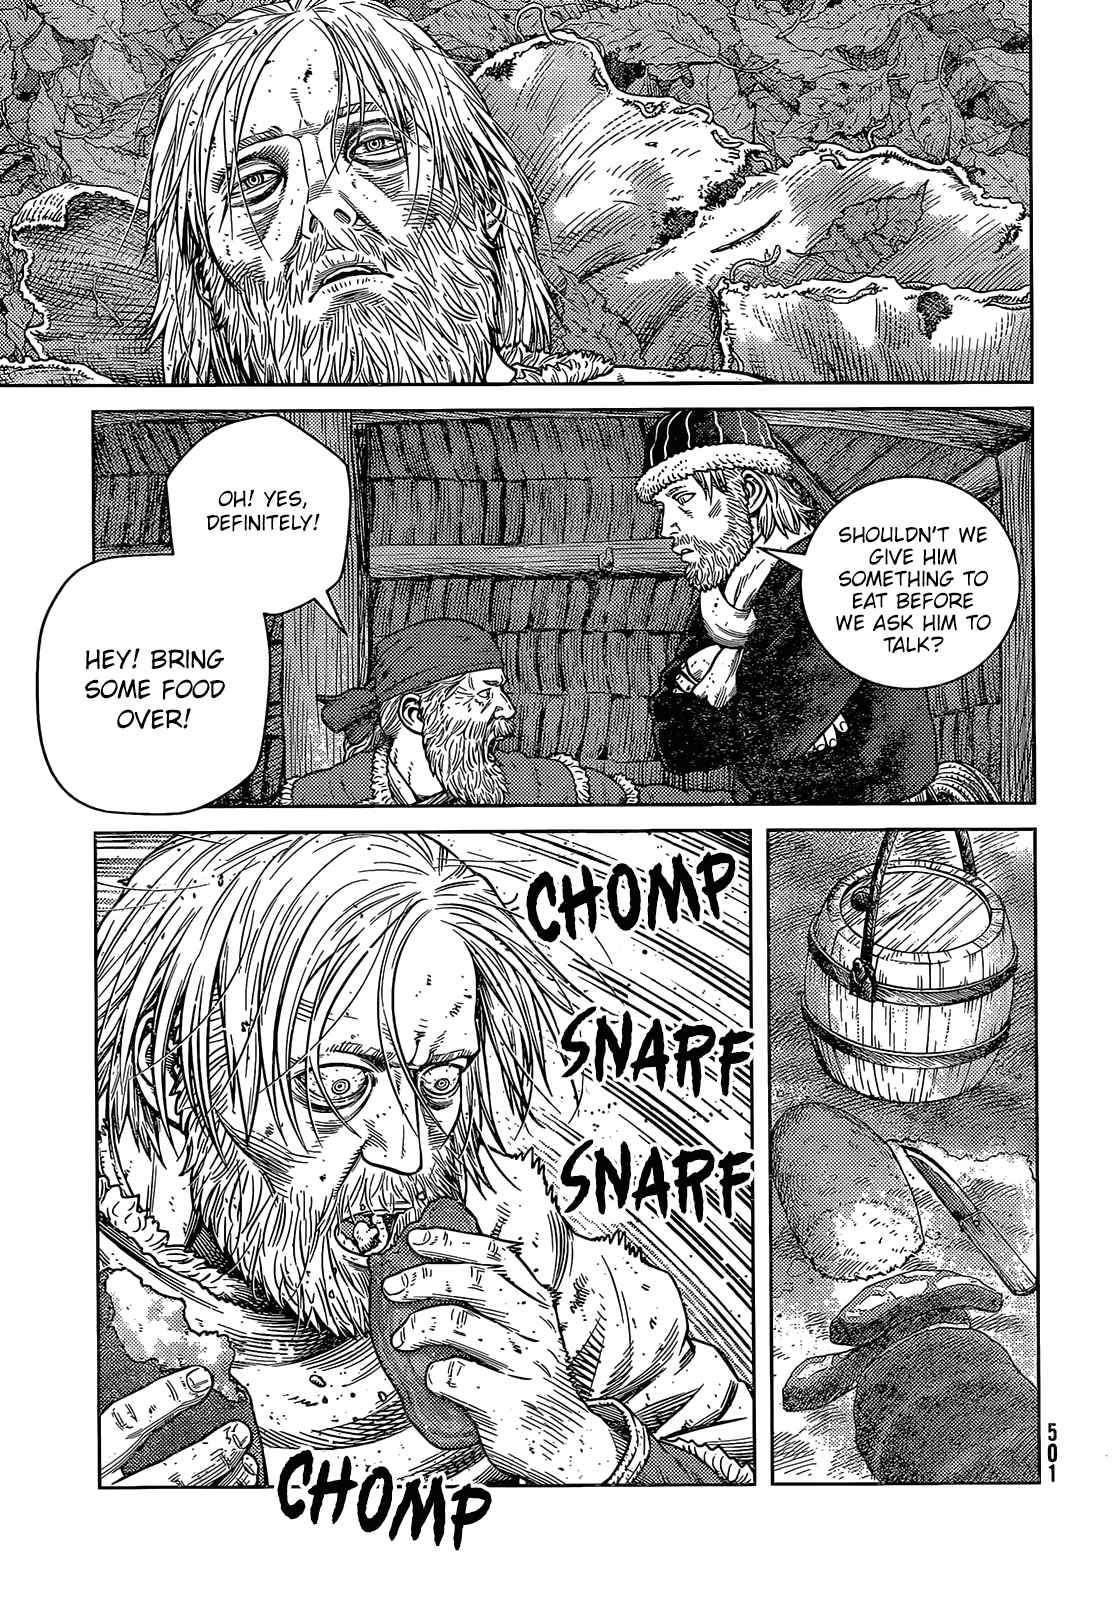 SHOULDN'T WE
GIVE HIM
SOMETHING TO
EAT BEFORE
WE ASK HIM TO
TALK?
OH! YES,
DEFINITELY!
HEY! BRING
SOME FOOD
OVER!
CHOMP
SNARF
SNARF
CHOMP
501